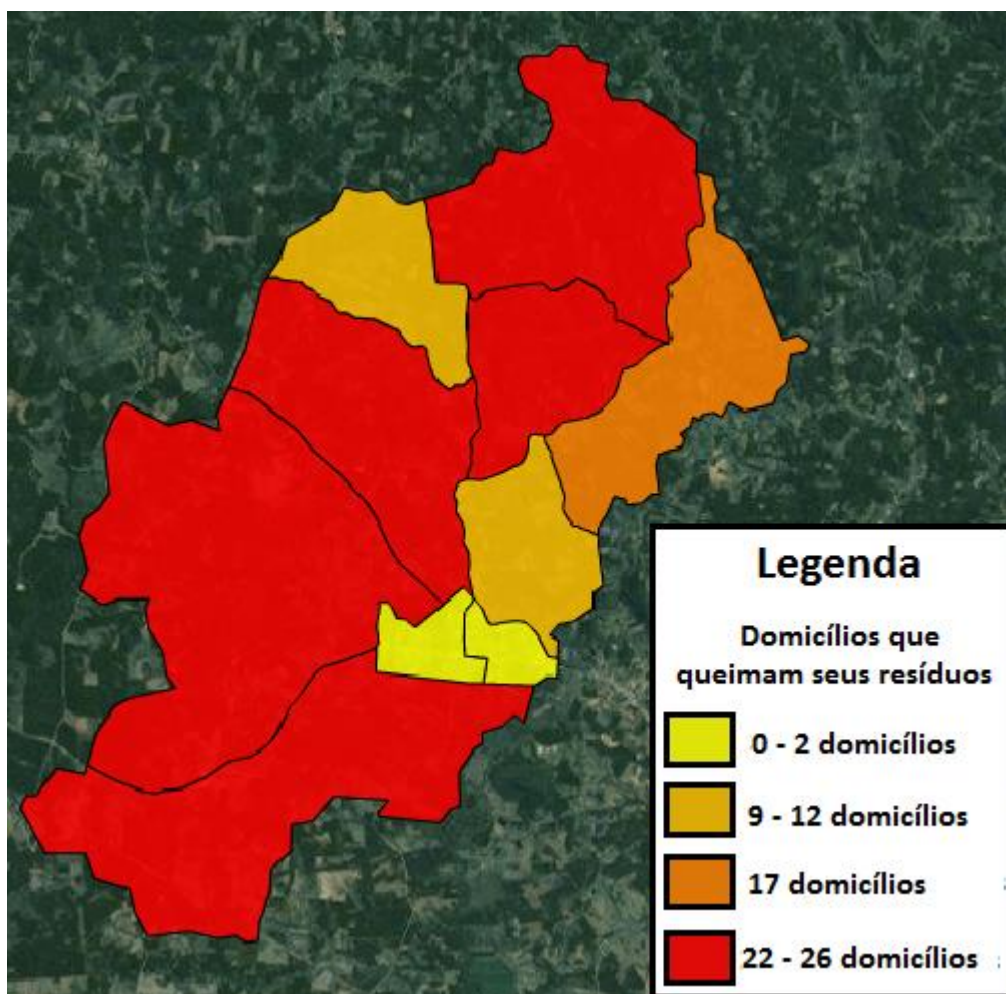 Legenda
Domicílios que
queimam seus resíduos
0 - 2 domicílios
9 - 12 domicílios
17 domicílios
22 - 26 domicílios